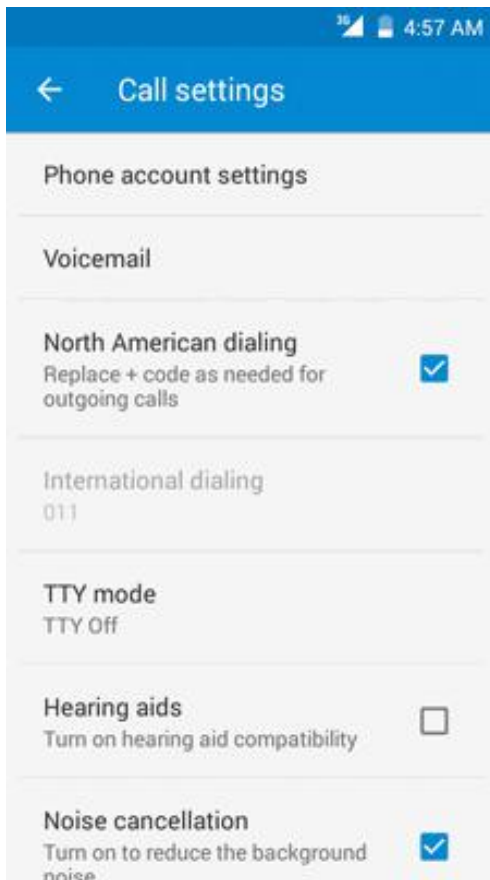 3G 4:57 AM
Call settings
Phone account settings
Voicemail
North American dialing
Replace + code as needed for
outgoing calls
International dialing
011
TTY mode
TTY Off
Hearing aids
Turn on hearing aid compatibility
Noise cancellation
Turn on to reduce the background
noise